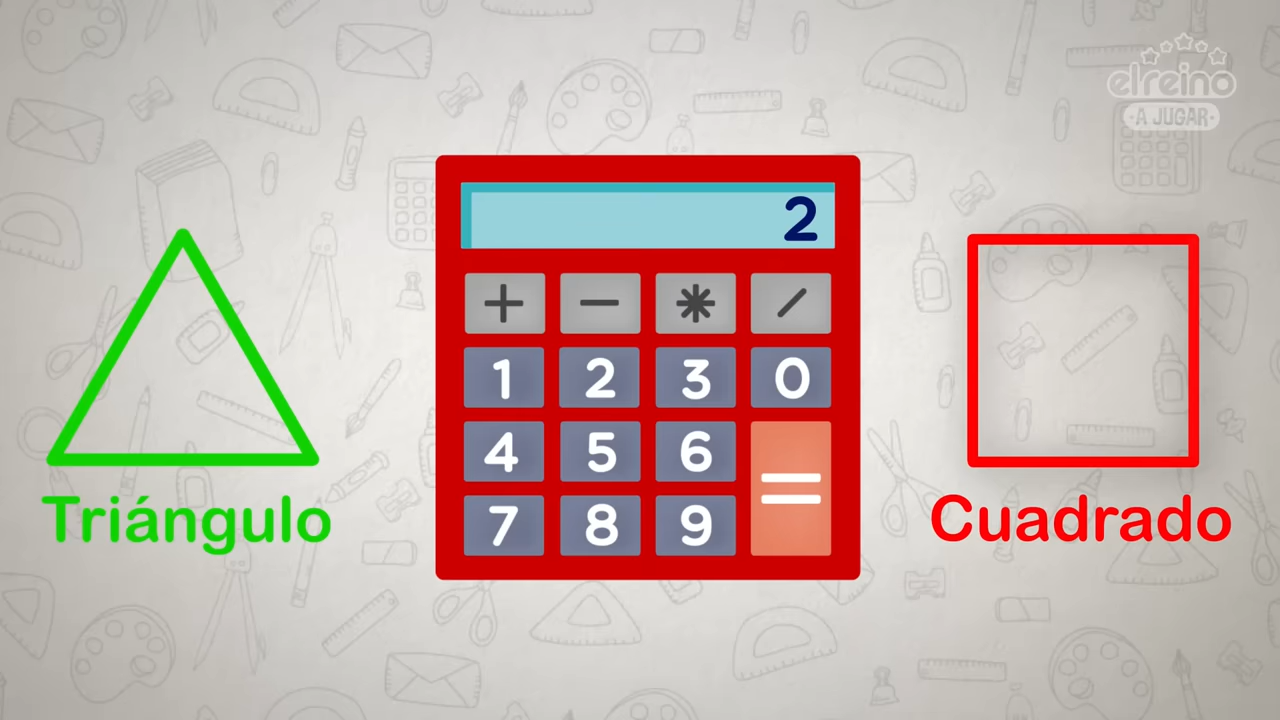 elreino
A JUGAR
2
+ − * /
1 2 3 0
4 5 6
=
7 8 9
Triángulo
Cuadrado